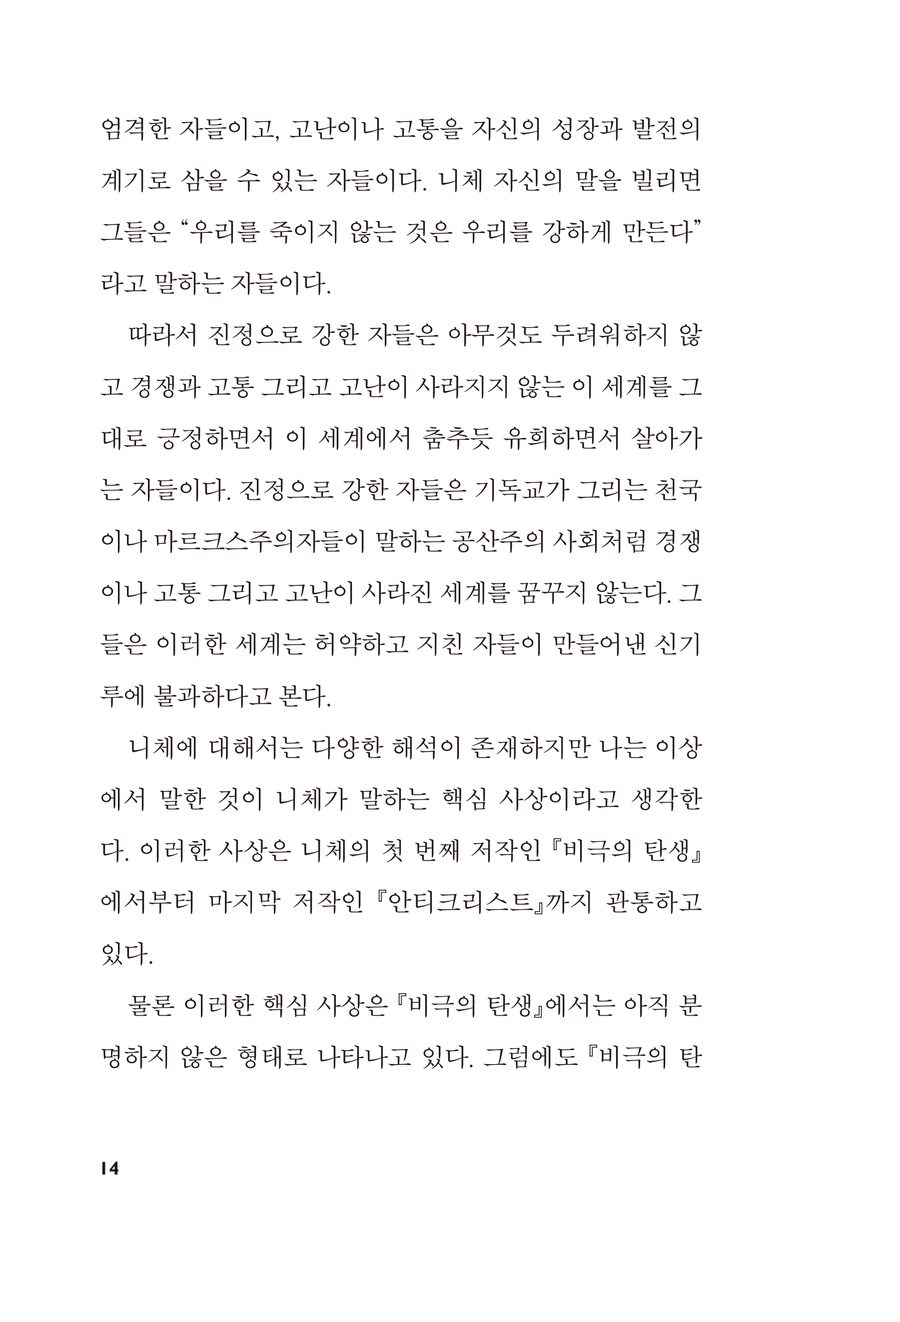 엄격한 자들이고, 고난이나 고통을 자신의 성장과 발전의
계기로 삼을 수 있는 자들이다. 니체 자신의 말을 빌리면
그들은 “우리를 죽이지 않는 것은 우리를 강하게 만든다”
라고 말하는 자들이다.
따라서 진정으로 강한 자들은 아무것도 두려워하지 않
고 경쟁과 고통 그리고 고난이 사라지지 않는 이 세계를 그
대로 긍정하면서 이 세계에서 춤추듯 유희하면서 살아가
는 자들이다. 진정으로 강한 자들은 기독교가 그리는 천국
이나 마르크스주의자들이 말하는 공산주의 사회처럼 경쟁
이나 고통 그리고 고난이 사라진 세계를 꿈꾸지 않는다. 그
들은 이러한 세계는 허약하고 지친 자들이 만들어낸 신기
루에 불과하다고 본다.
니체에 대해서는 다양한 해석이 존재하지만 나는 이상
에서 말한 것이 니체가 말하는 핵심 사상이라고 생각한
다. 이러한 사상은 니체의 첫 번째 저작인 『비극의 탄생』
에서부터 마지막 저작인 『안티크리스트』까지 관통하고
있다.
물론 이러한 핵심 사상은 『비극의 탄생』에서는 아직 분
명하지 않은 형태로 나타나고 있다. 그럼에도 『비극의 탄
14